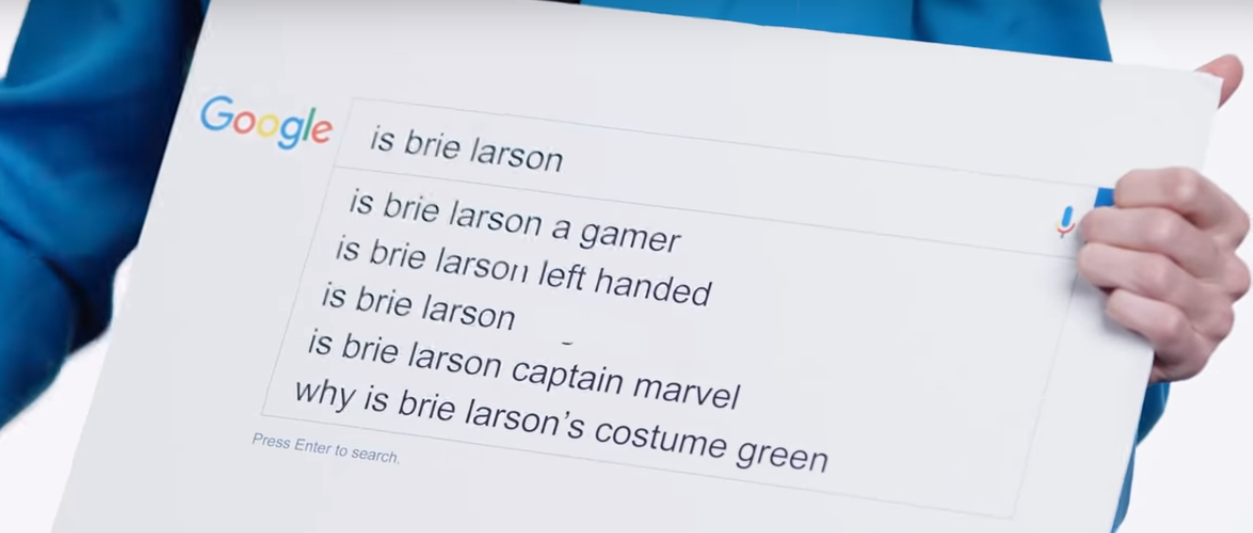 Google
is brie larson
is brie larson a gamer
is brie larson left handed
is brie larson
is brie larson captain marvel
why is brie larson's costume green
Press Enter to search.